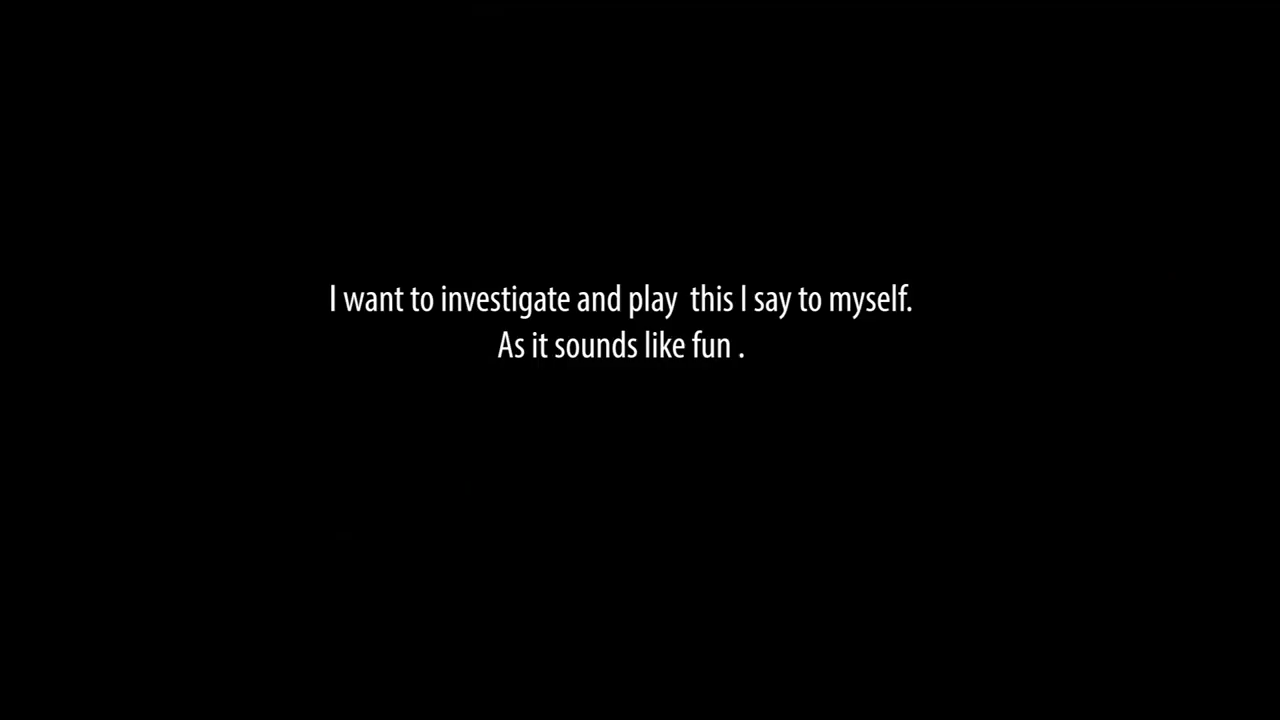 I want to investigate and play  this I say to myself.
As it sounds like fun .